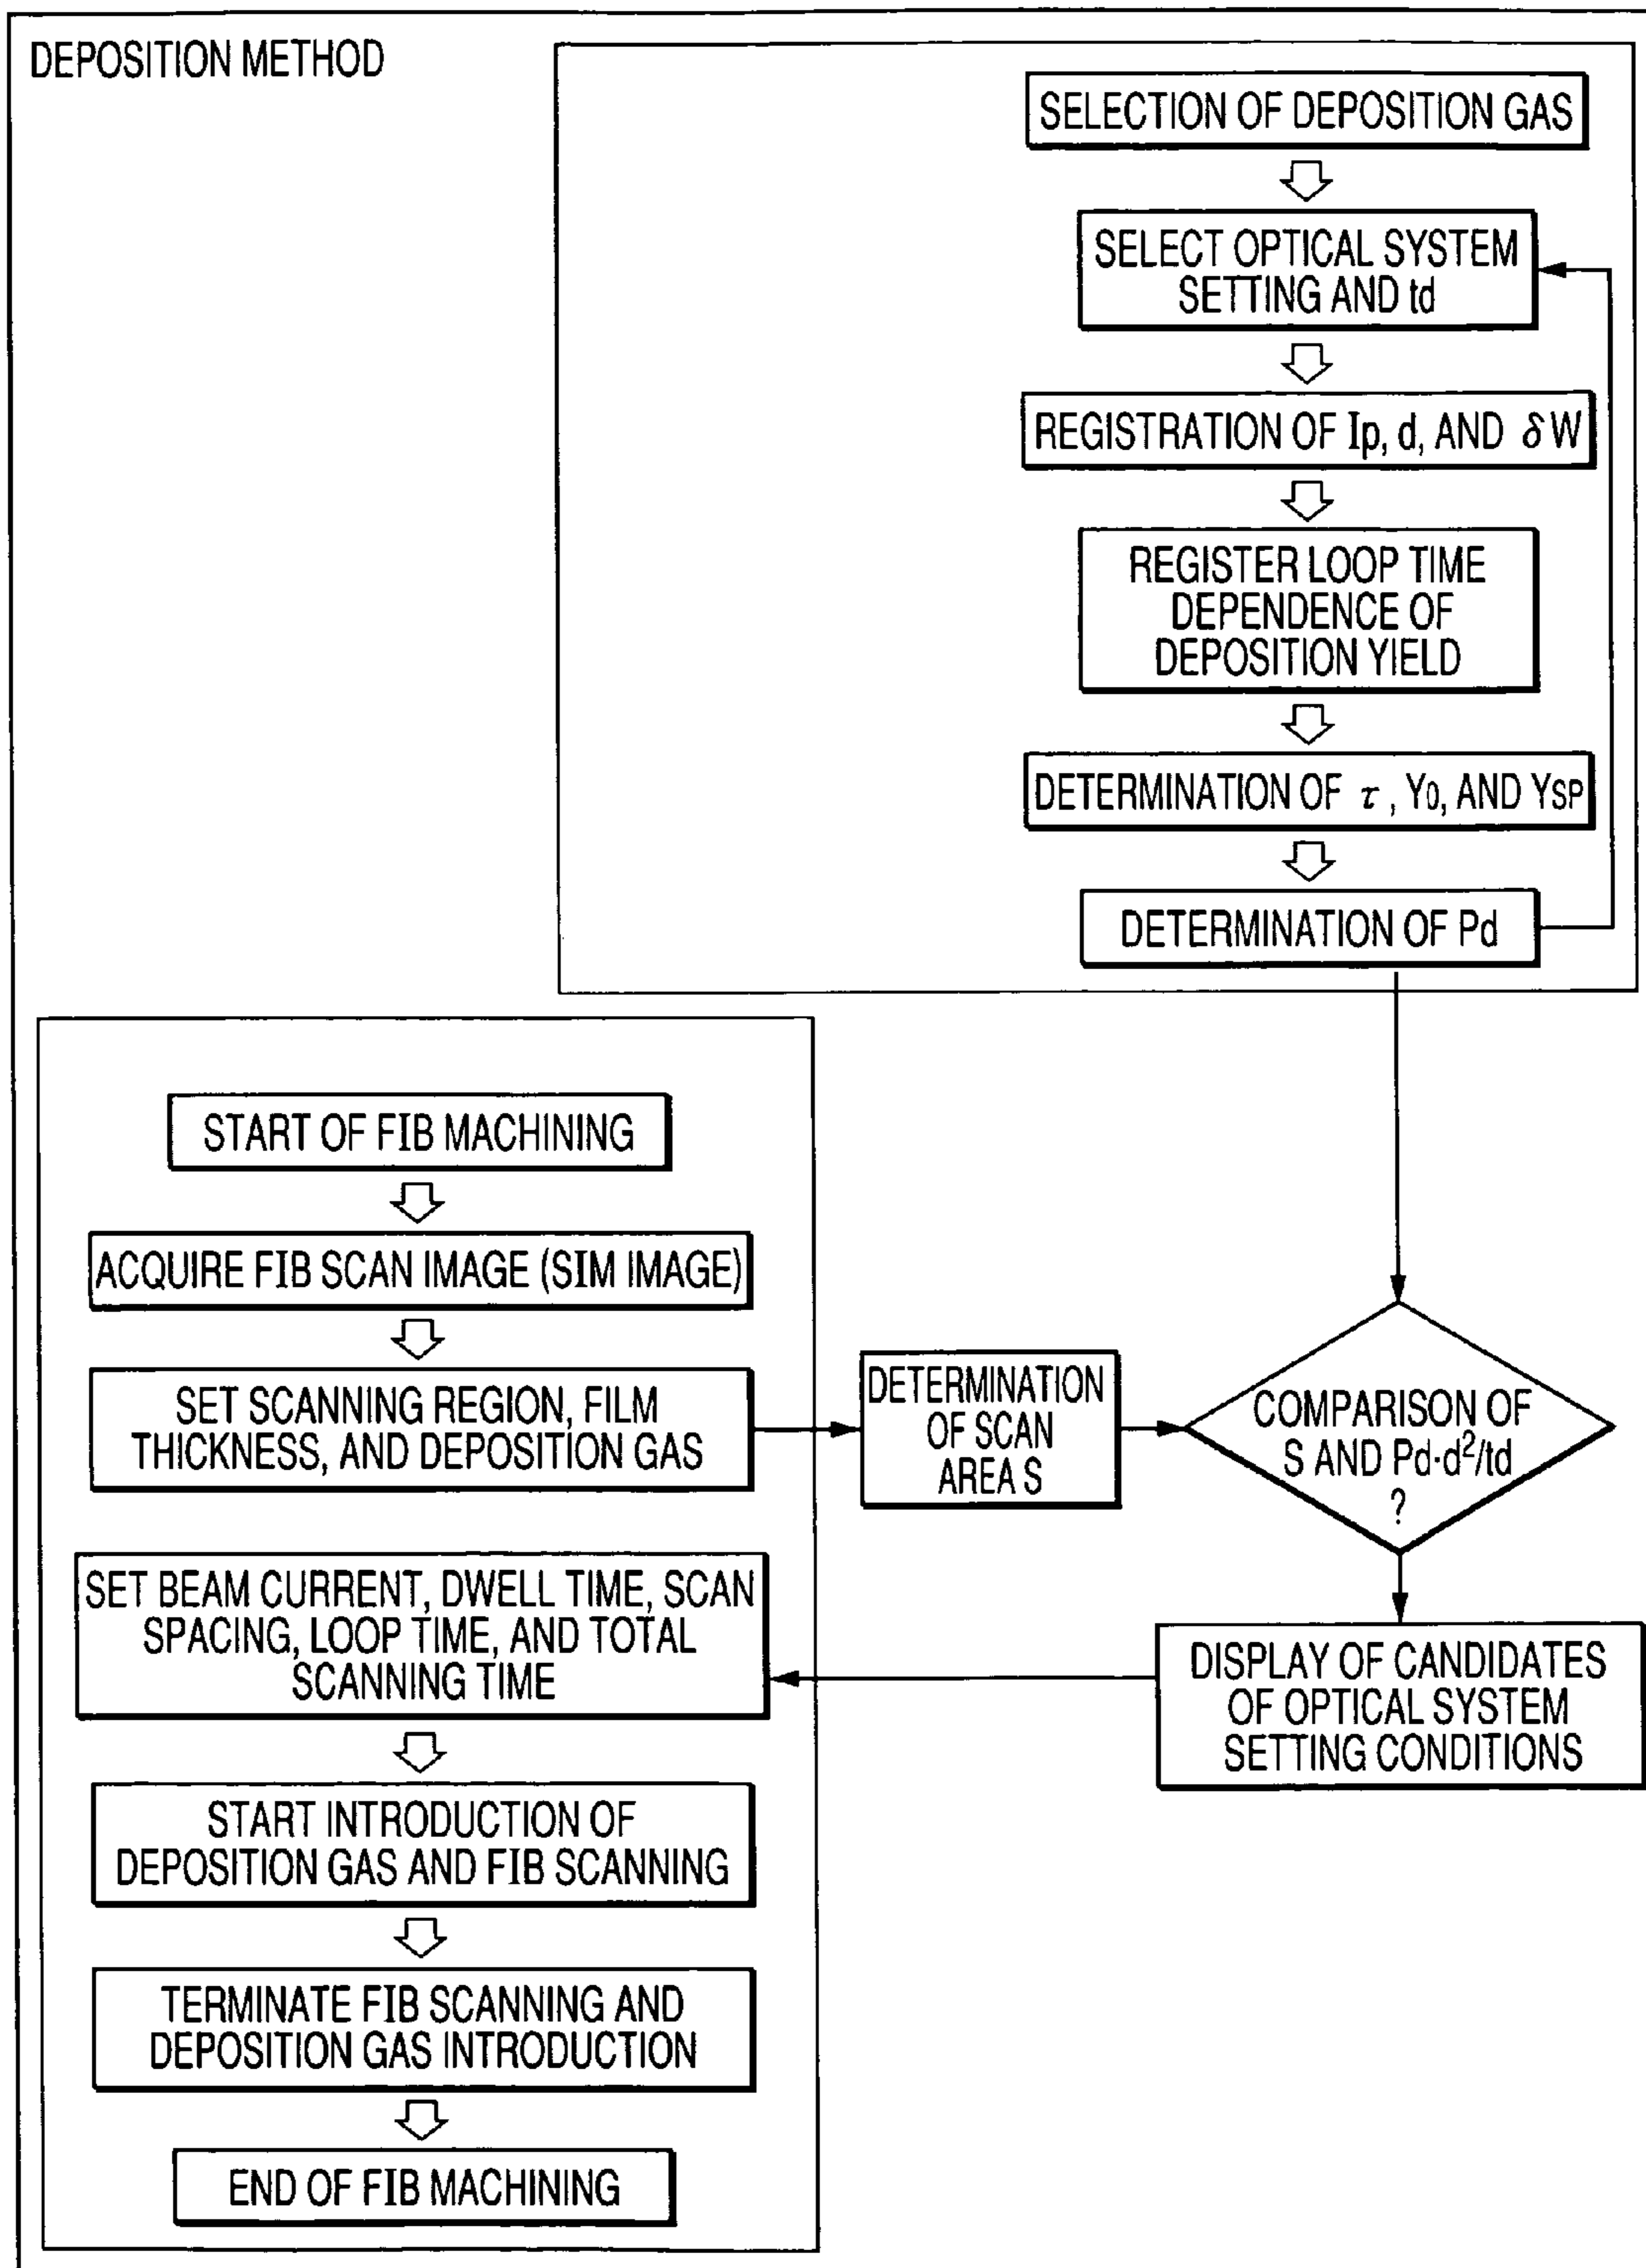 DEPOSITION METHOD
SELECTION OF DEPOSITION GAS
SELECT OPTICAL SYSTEM
SETTING AND td
REGISTRATION OF Ip, d, AND δW
REGISTER LOOP TIME
DEPENDENCE OF
DEPOSITION YIELD
DETERMINATION OF τ, Y0, AND YSP
DETERMINATION OF Pd
START OF FIB MACHINING
ACQUIRE FIB SCAN IMAGE (SIM IMAGE)
SET SCANNING REGION, FILM
THICKNESS, AND DEPOSITION GAS
DETERMINATION
OF SCAN
AREA S
COMPARISON OF
S AND Pd·d²/td
?
DISPLAY OF CANDIDATES
OF OPTICAL SYSTEM
SETTING CONDITIONS
SET BEAM CURRENT, DWELL TIME, SCAN
SPACING, LOOP TIME, AND TOTAL
SCANNING TIME
START INTRODUCTION OF
DEPOSITION GAS AND FIB SCANNING
TERMINATE FIB SCANNING AND
DEPOSITION GAS INTRODUCTION
END OF FIB MACHINING